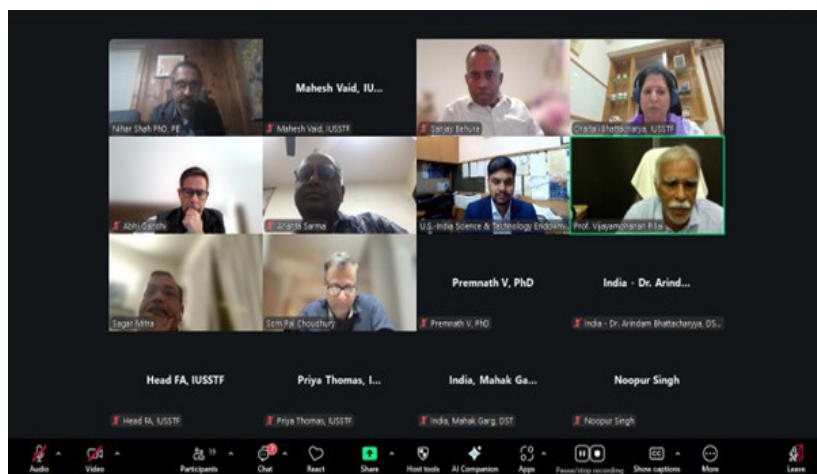 Nihar Shah PhD, PE
Mahesh Vaid, IU...
Mahesh Vaid, IUSSTF
Sanjay Behura
Chaitali Bhattacharya, IUSSTF
Abhji Gandhi
Ananta Sarma
U.S.-India Science & Technology Endowm...
Prof. Vijayamohanan Pillai
Sagar Mitra
Som Pal Choudhury
Premnath V, PhD
Premnath V, PhD
India - Dr. Arind...
India - Dr. Arindam Bhattacharyya, DS...
Head FA, IUSSTF
Head FA, IUSSTF
Priya Thomas, I...
Priya Thomas, IUSSTF
India, Mahak Ga...
India, Mahak Garg, DST
Noopur Singh
Noopur Singh
Audio
Video
19
Participants
Chat
React
Share
Host tools
AI Companion
Apps
Pause/stop recording
CC
Show captions
More
Leave